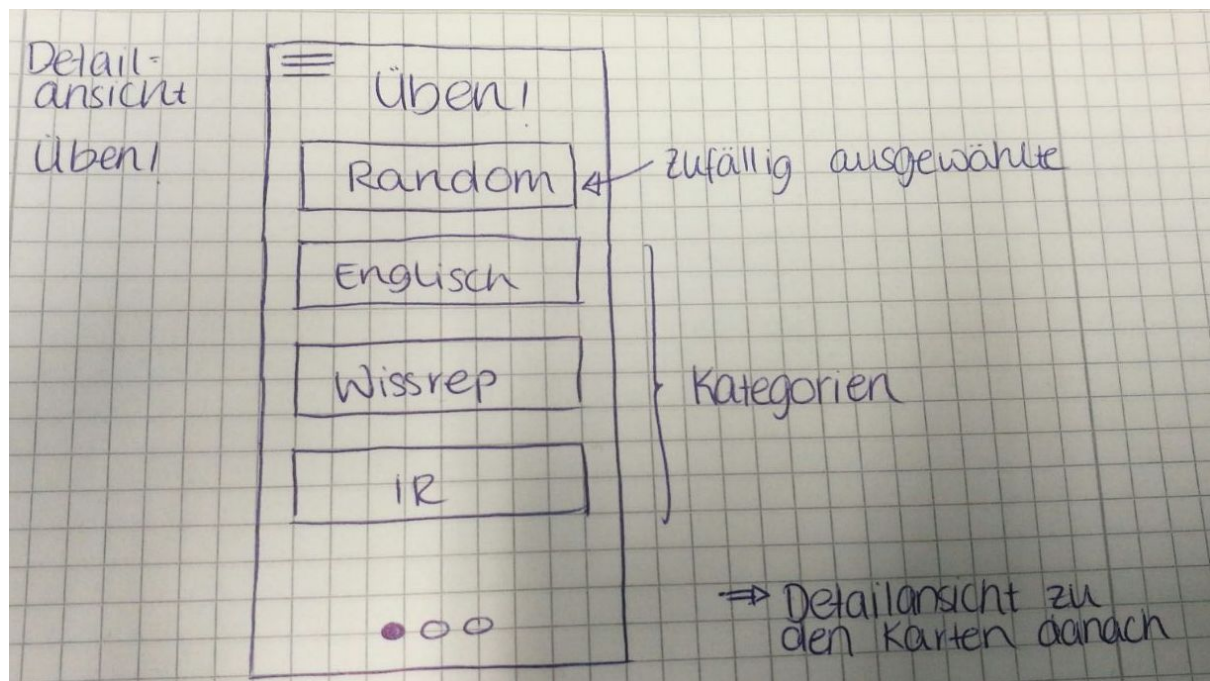 Detail-
ansicht
Üben!
Üben!
Random
zufällig ausgewählte
Englisch
Wissrep
Kategorien
IR
⇒ Detailansicht zu
den Karten danach